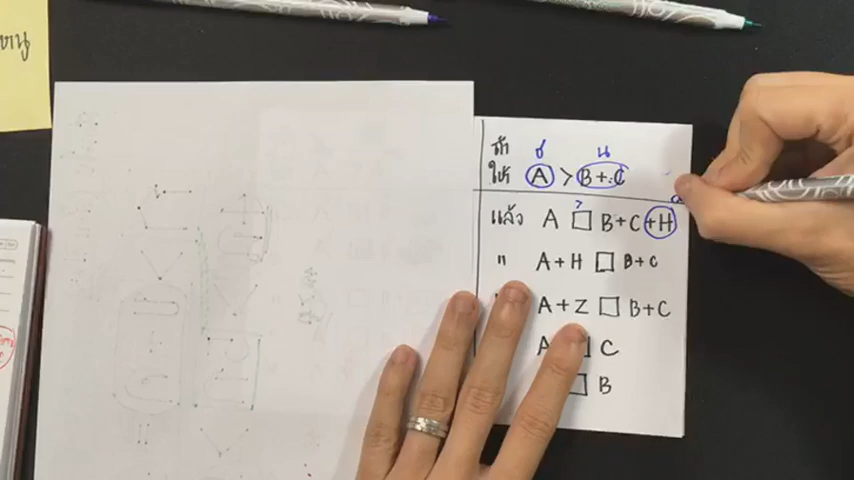 ถ้า ช น
ให้ A > B+C
แล้ว A □ B+C+H
" A+H □ B+C
A+Z □ B+C
A C
B